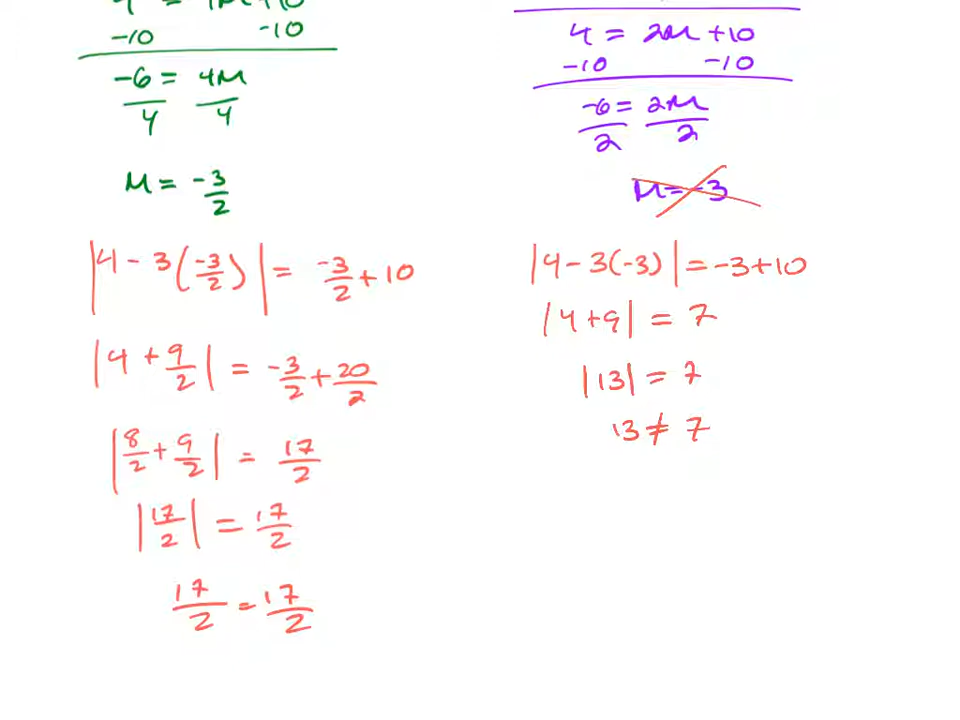 -10 -10
-6 = 4M
4 4
M = -3/2
|4 - 3(-3/2)| = -3/2 + 10
|4 + 9/2| = -3/2 + 20/2
|8/2 + 9/2| = 17/2
|17/2| = 17/2
17/2 = 17/2
4 = 2M + 10
-10 -10
-6 = 2M
2 2
M = -3
|4 - 3(-3)| = -3 + 10
|4 + 9| = 7
|13| = 7
13 ≠ 7